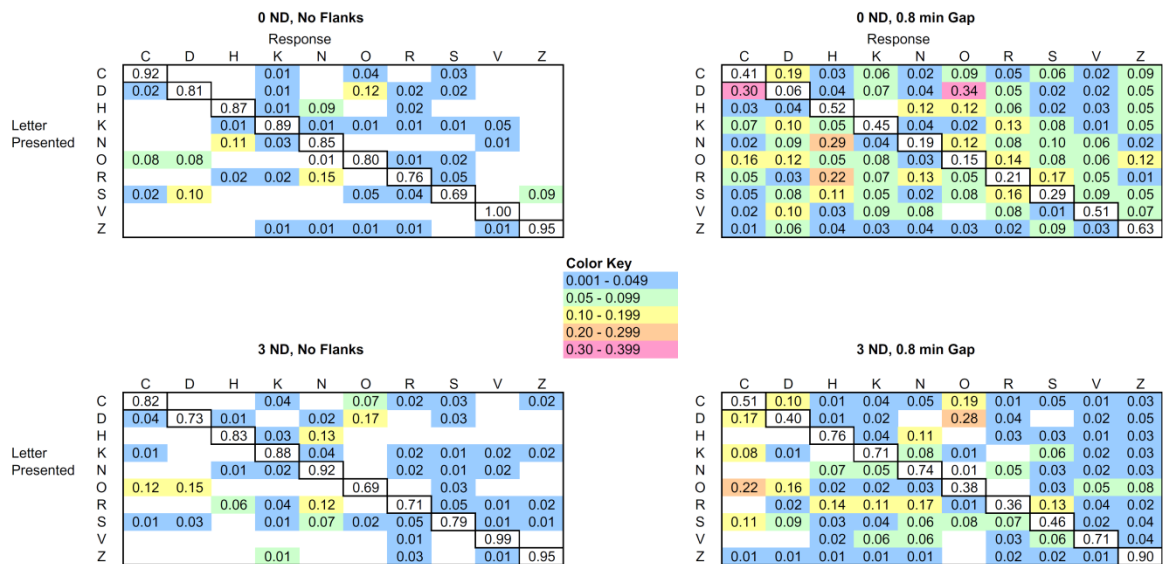 0 ND, No Flanks
Response
C D H K N O R S V Z
C 0.92 0.01 0.04 0.03
D 0.02 0.81 0.01 0.12 0.02 0.02
H 0.87 0.01 0.09 0.02
Letter K 0.01 0.89 0.01 0.01 0.01 0.01 0.05
Presented N 0.11 0.03 0.85 0.01
O 0.08 0.08 0.01 0.80 0.01 0.02
R 0.02 0.02 0.15 0.76 0.05
S 0.02 0.10 0.05 0.04 0.69 0.09
V 1.00
Z 0.01 0.01 0.01 0.01 0.01 0.95
0 ND, 0.8 min Gap
Response
C D H K N O R S V Z
C 0.41 0.19 0.03 0.06 0.02 0.09 0.05 0.06 0.02 0.09
D 0.30 0.06 0.04 0.07 0.04 0.34 0.05 0.02 0.02 0.05
H 0.03 0.04 0.52 0.12 0.12 0.06 0.02 0.03 0.05
K 0.07 0.10 0.05 0.45 0.04 0.02 0.13 0.08 0.01 0.05
N 0.02 0.09 0.29 0.04 0.19 0.12 0.08 0.10 0.06 0.02
O 0.16 0.12 0.08 0.06 0.03 0.15 0.14 0.08 0.06 0.12
R 0.05 0.03 0.22 0.07 0.13 0.05 0.21 0.17 0.05 0.01
S 0.05 0.08 0.11 0.05 0.02 0.08 0.16 0.29 0.09 0.05
V 0.02 0.10 0.03 0.09 0.08 0.08 0.01 0.51 0.07
Z 0.01 0.06 0.04 0.03 0.04 0.03 0.02 0.09 0.03 0.63
Color Key
0.001 - 0.049
0.05 - 0.099
0.10 - 0.199
0.20 - 0.299
0.30 - 0.399
3 ND, No Flanks
C D H K N O R S V Z
C 0.82 0.04 0.07 0.02 0.03 0.02
D 0.04 0.73 0.01 0.02 0.17 0.03
H 0.83 0.03 0.13
Letter K 0.01 0.88 0.04 0.02 0.01 0.02 0.02
Presented N 0.01 0.02 0.92 0.02 0.01 0.02
O 0.12 0.15 0.69 0.03
R 0.06 0.04 0.12 0.71 0.05 0.01 0.02
S 0.01 0.03 0.01 0.07 0.02 0.05 0.79 0.01 0.01
V 0.01 0.99
Z 0.01 0.03 0.01 0.95
3 ND, 0.8 min Gap
C D H K N O R S V Z
C 0.51 0.10 0.01 0.04 0.05 0.19 0.01 0.05 0.01 0.03
D 0.17 0.40 0.01 0.02 0.28 0.04 0.02 0.05
H 0.76 0.04 0.11 0.03 0.03 0.01 0.03
K 0.08 0.01 0.71 0.08 0.01 0.06 0.02 0.03
N 0.07 0.05 0.74 0.01 0.05 0.03 0.02 0.03
O 0.22 0.16 0.02 0.02 0.03 0.38 0.03 0.05 0.08
R 0.02 0.14 0.11 0.17 0.01 0.36 0.13 0.04 0.02
S 0.11 0.09 0.03 0.04 0.06 0.08 0.07 0.46 0.02 0.04
V 0.02 0.06 0.06 0.03 0.06 0.71 0.04
Z 0.01 0.01 0.01 0.01 0.01 0.02 0.02 0.01 0.90